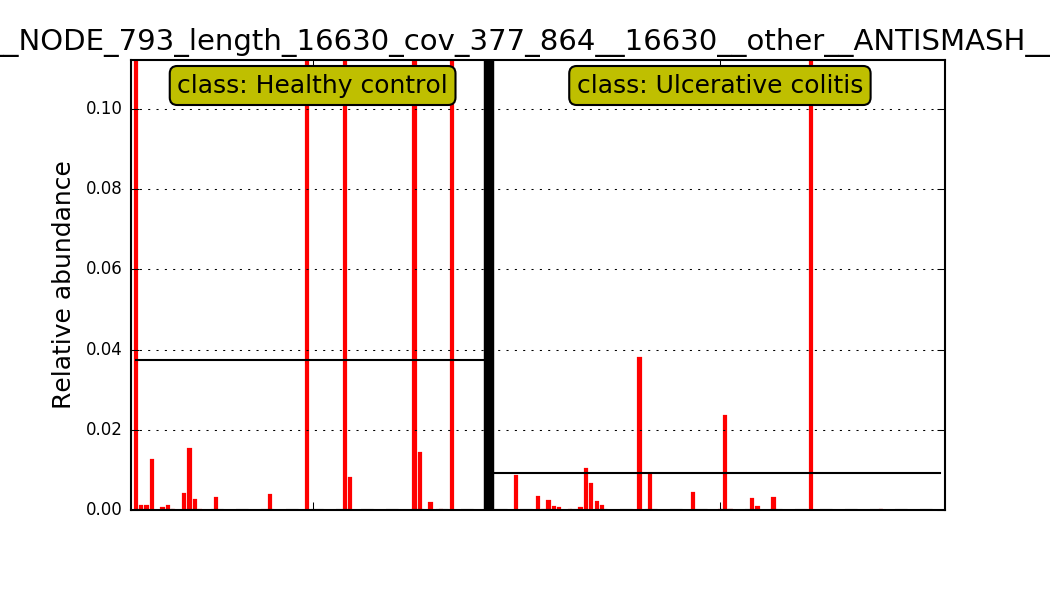 __NODE_793_length_16630_cov_377_864__16630__other__ANTISMASH__
class: Healthy control
class: Ulcerative colitis
Relative abundance
0.10
0.08
0.06
0.04
0.02
0.00